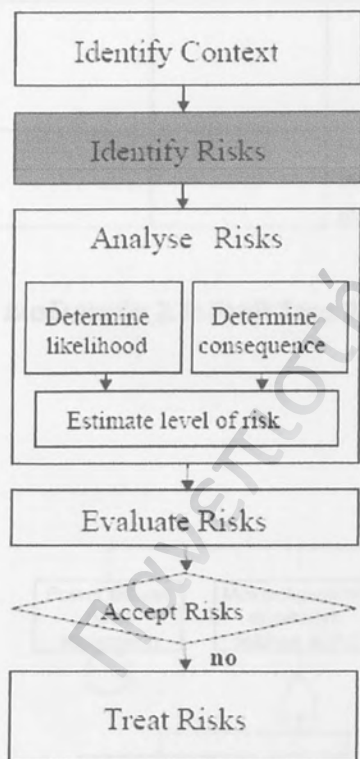 Identify Context
Identify Risks
Analyse Risks
Determine
likelihood
Determine
consequence
Estimate level of risk
Evaluate Risks
Accept Risks
no
Treat Risks
Πανεπιστή